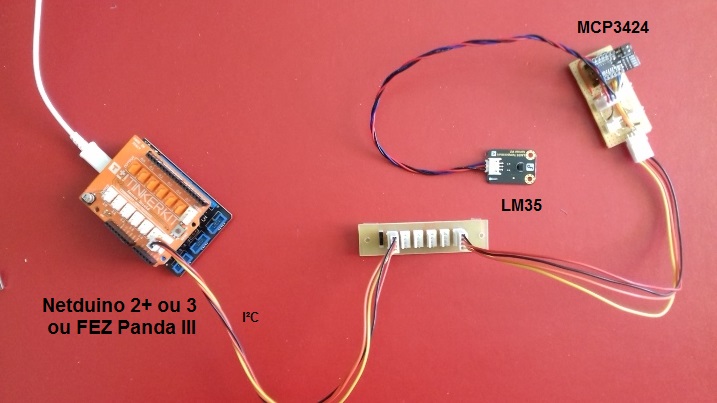 MCP3424
TINKERKIT
LM35
Netduino 2+ ou 3
ou FEZ Panda III
I²C